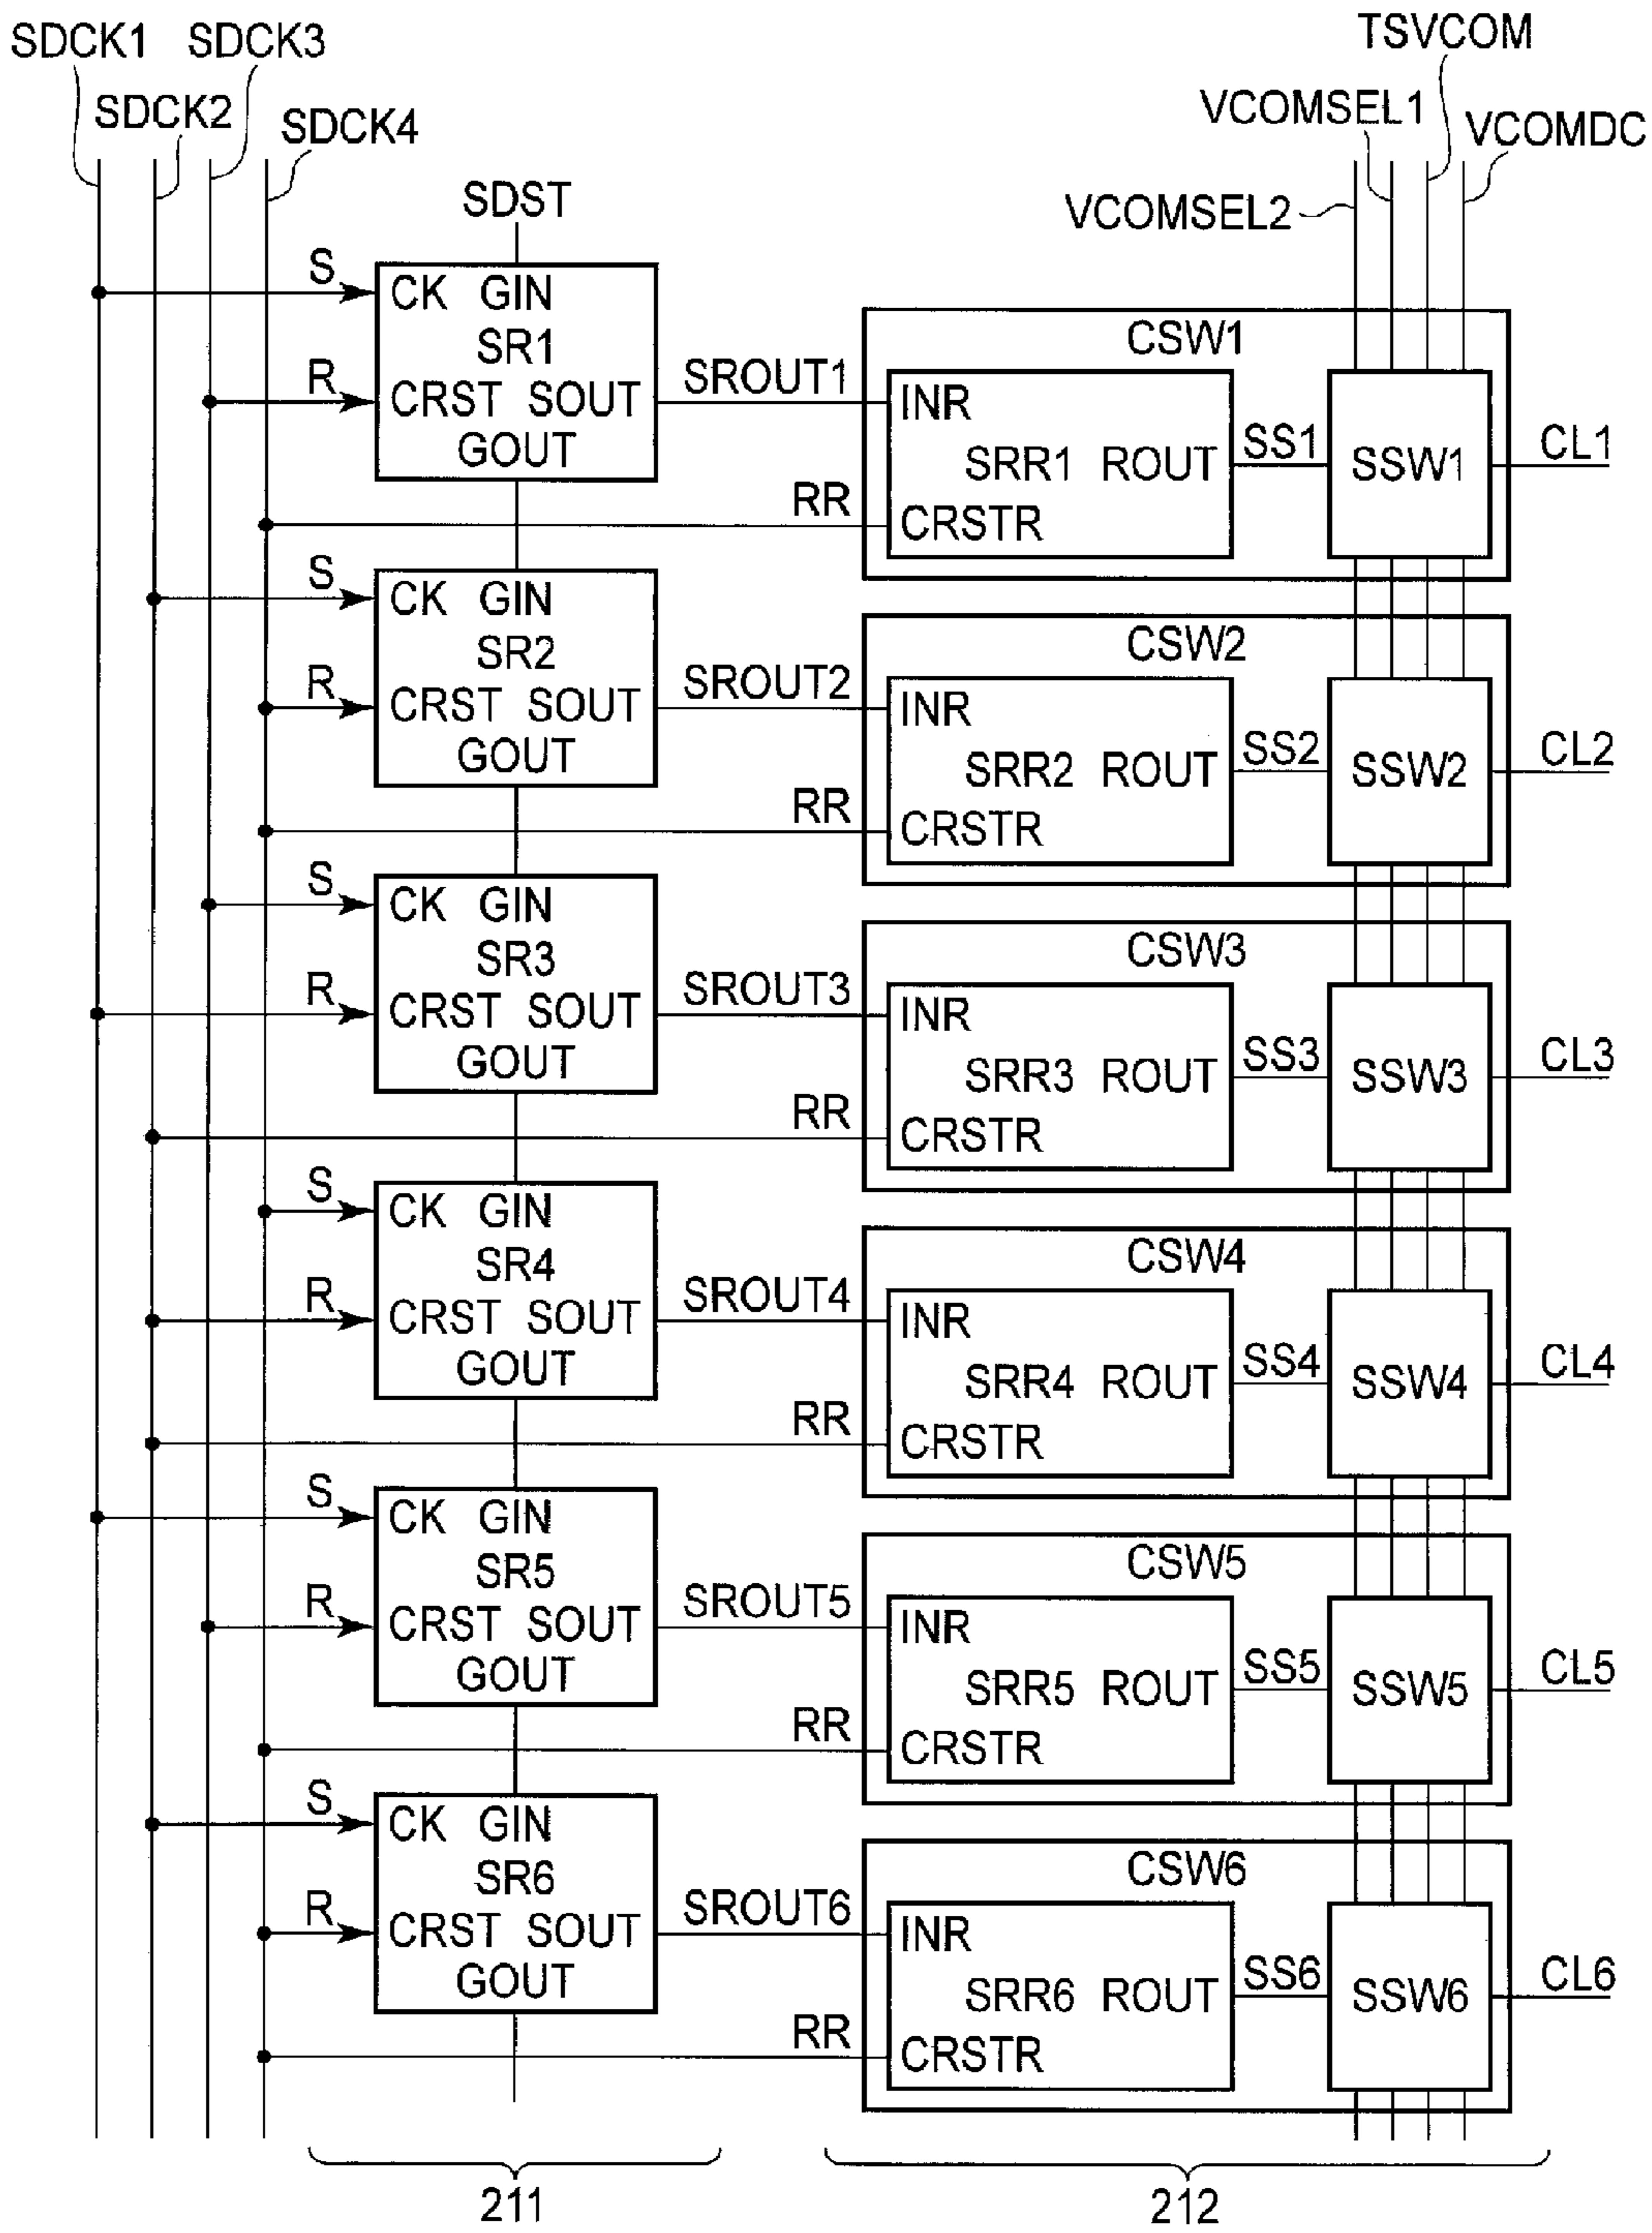 SDCK1 SDCK3 TSVCOM
SDCK2 SDCK4 VCOMSEL1 VCOMDC
SDST VCOMSEL2
S CK GIN
SR1 CSW1
R CRST SOUT SROUT1 INR
GOUT SRR1 ROUT SS1 SSW1 CL1
RR CRSTR
S CK GIN
SR2 CSW2
R CRST SOUT SROUT2 INR
GOUT SRR2 ROUT SS2 SSW2 CL2
RR CRSTR
S CK GIN
SR3 CSW3
R CRST SOUT SROUT3 INR
GOUT SRR3 ROUT SS3 SSW3 CL3
RR CRSTR
S CK GIN
SR4 CSW4
R CRST SOUT SROUT4 INR
GOUT SRR4 ROUT SS4 SSW4 CL4
RR CRSTR
S CK GIN
SR5 CSW5
R CRST SOUT SROUT5 INR
GOUT SRR5 ROUT SS5 SSW5 CL5
RR CRSTR
S CK GIN
SR6 CSW6
R CRST SOUT SROUT6 INR
GOUT SRR6 ROUT SS6 SSW6 CL6
RR CRSTR
211 212